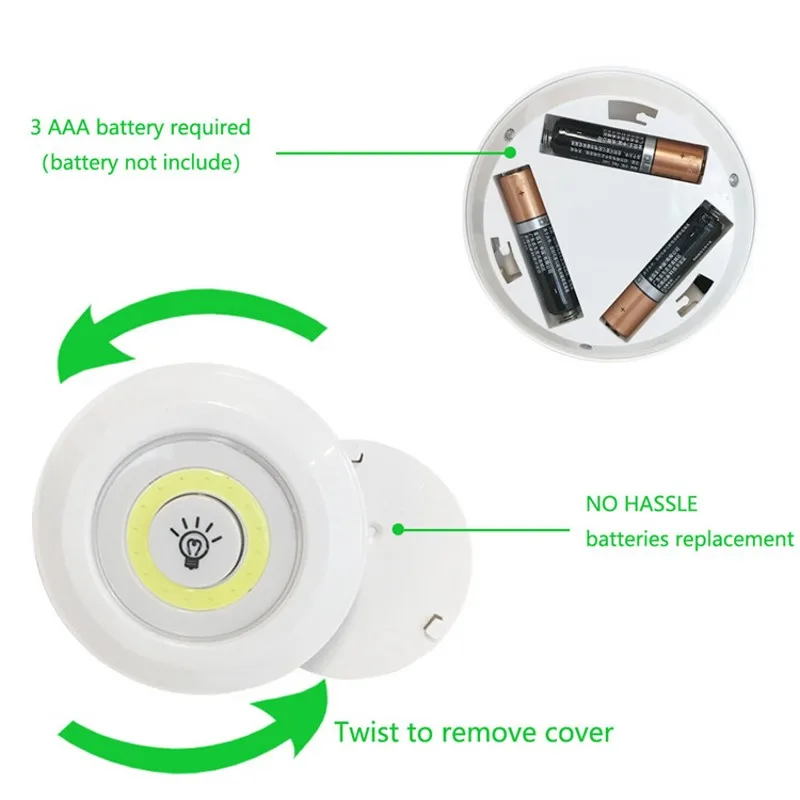 3 AAA battery required
(battery not include)
NO HASSLE
batteries replacement
Twist to remove cover